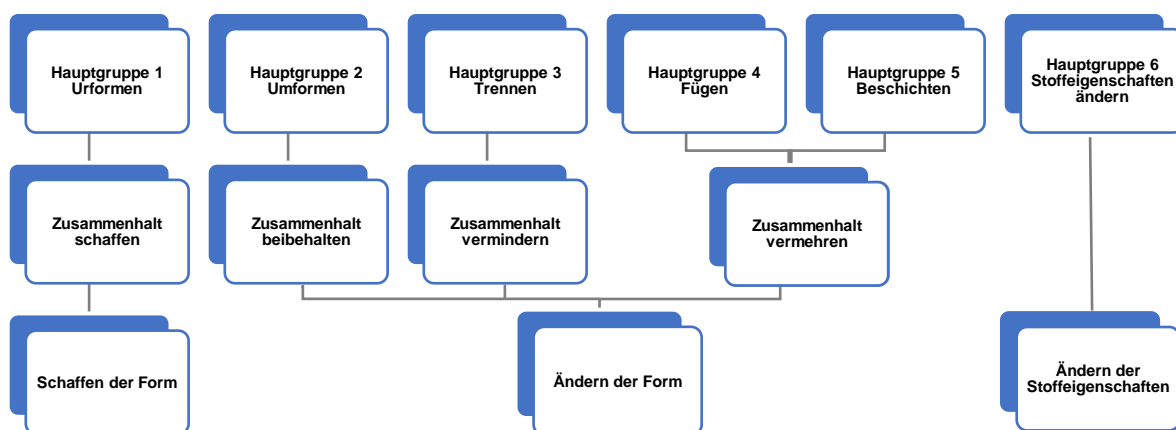 Hauptgruppe 1
Urformen
Hauptgruppe 2
Umformen
Hauptgruppe 3
Trennen
Hauptgruppe 4
Fügen
Hauptgruppe 5
Beschichten
Hauptgruppe 6
Stoffeigenschaften
ändern
Zusammenhalt
schaffen
Zusammenhalt
beibehalten
Zusammenhalt
vermindern
Zusammenhalt
vermehren
Schaffen der Form
Ändern der Form
Ändern der
Stoffeigenschaften